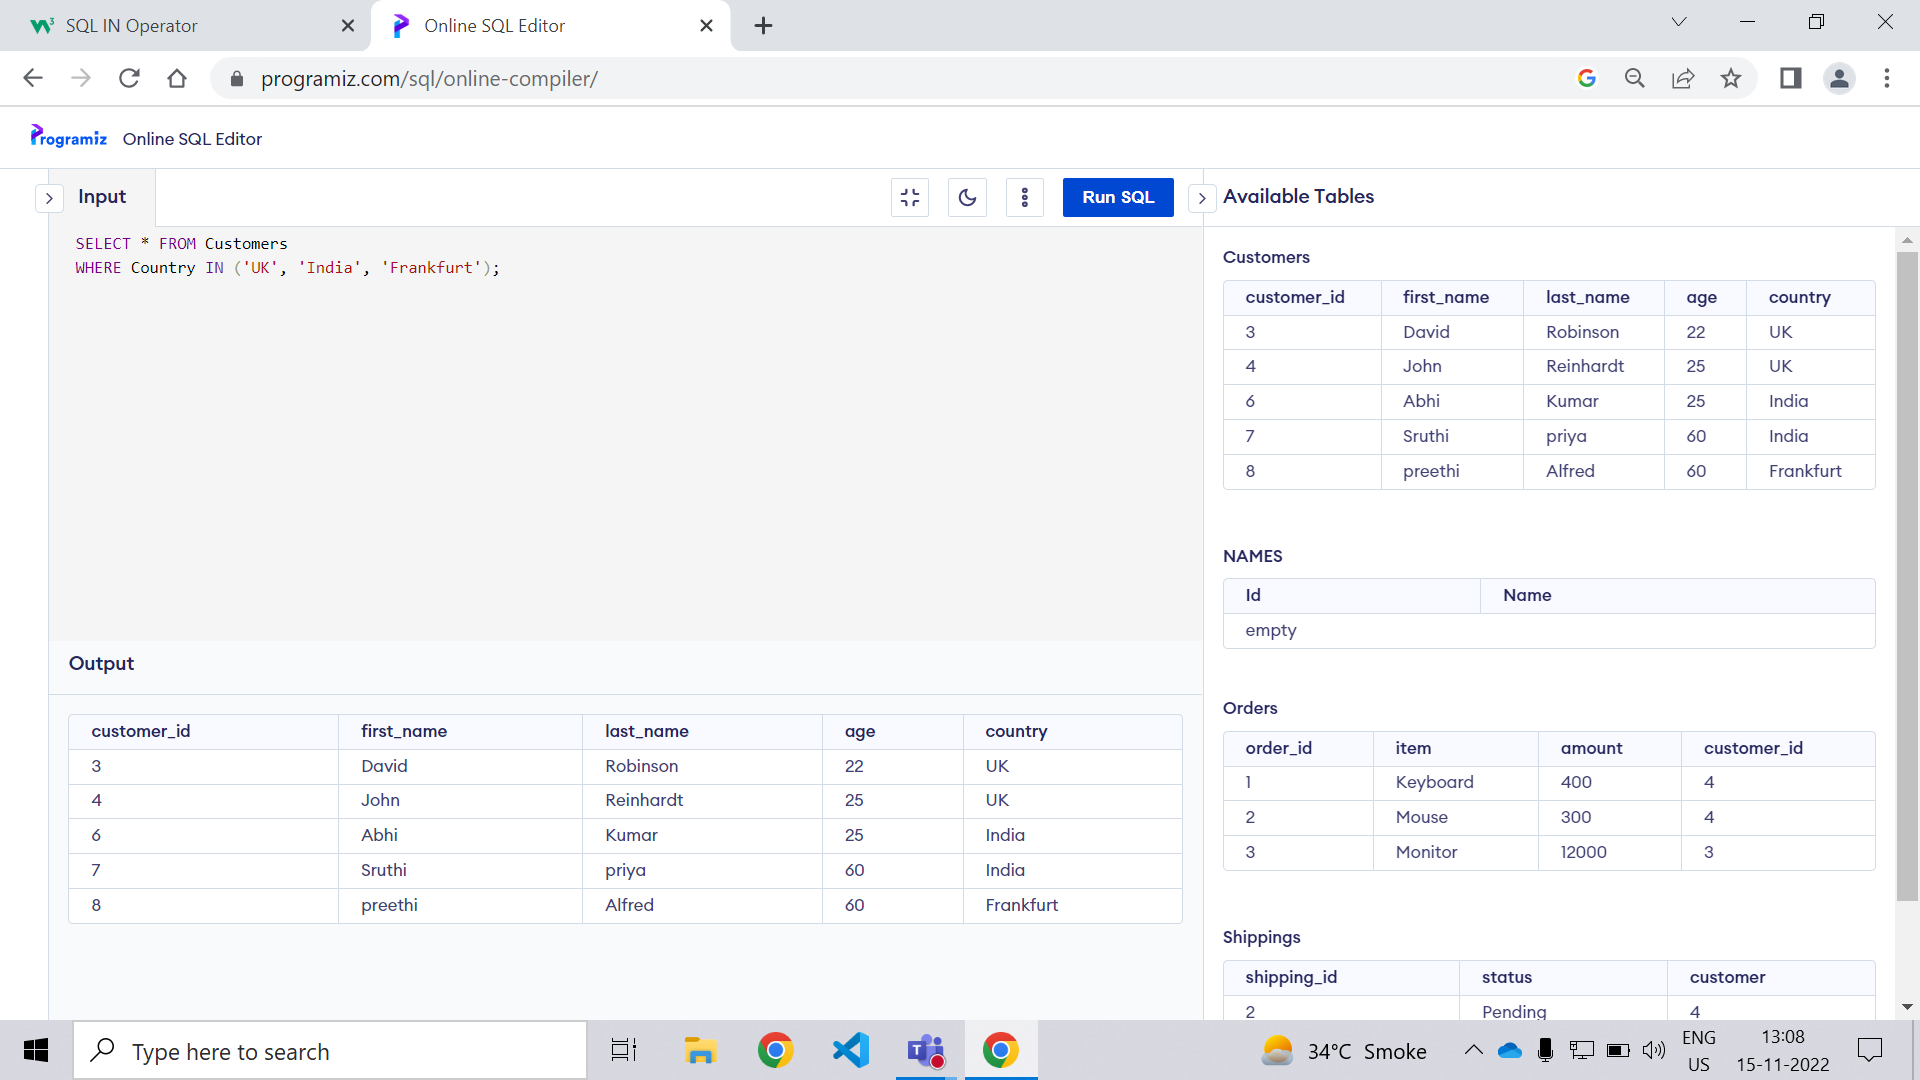 SQL IN Operator
Online SQL Editor
programiz.com/sql/online-compiler/
Programiz Online SQL Editor
Input
Run SQL
SELECT * FROM Customers
WHERE Country IN ('UK', 'India', 'Frankfurt');
Output
customer_id first_name last_name age country
3 David Robinson 22 UK
4 John Reinhardt 25 UK
6 Abhi Kumar 25 India
7 Sruthi priya 60 India
8 preethi Alfred 60 Frankfurt
Available Tables
Customers
customer_id first_name last_name age country
3 David Robinson 22 UK
4 John Reinhardt 25 UK
6 Abhi Kumar 25 India
7 Sruthi priya 60 India
8 preethi Alfred 60 Frankfurt
NAMES
Id Name
empty
Orders
order_id item amount customer_id
1 Keyboard 400 4
2 Mouse 300 4
3 Monitor 12000 3
Shippings
shipping_id status customer
2 Pending 4
Type here to search
34°C Smoke
ENG
US
13:08
15-11-2022